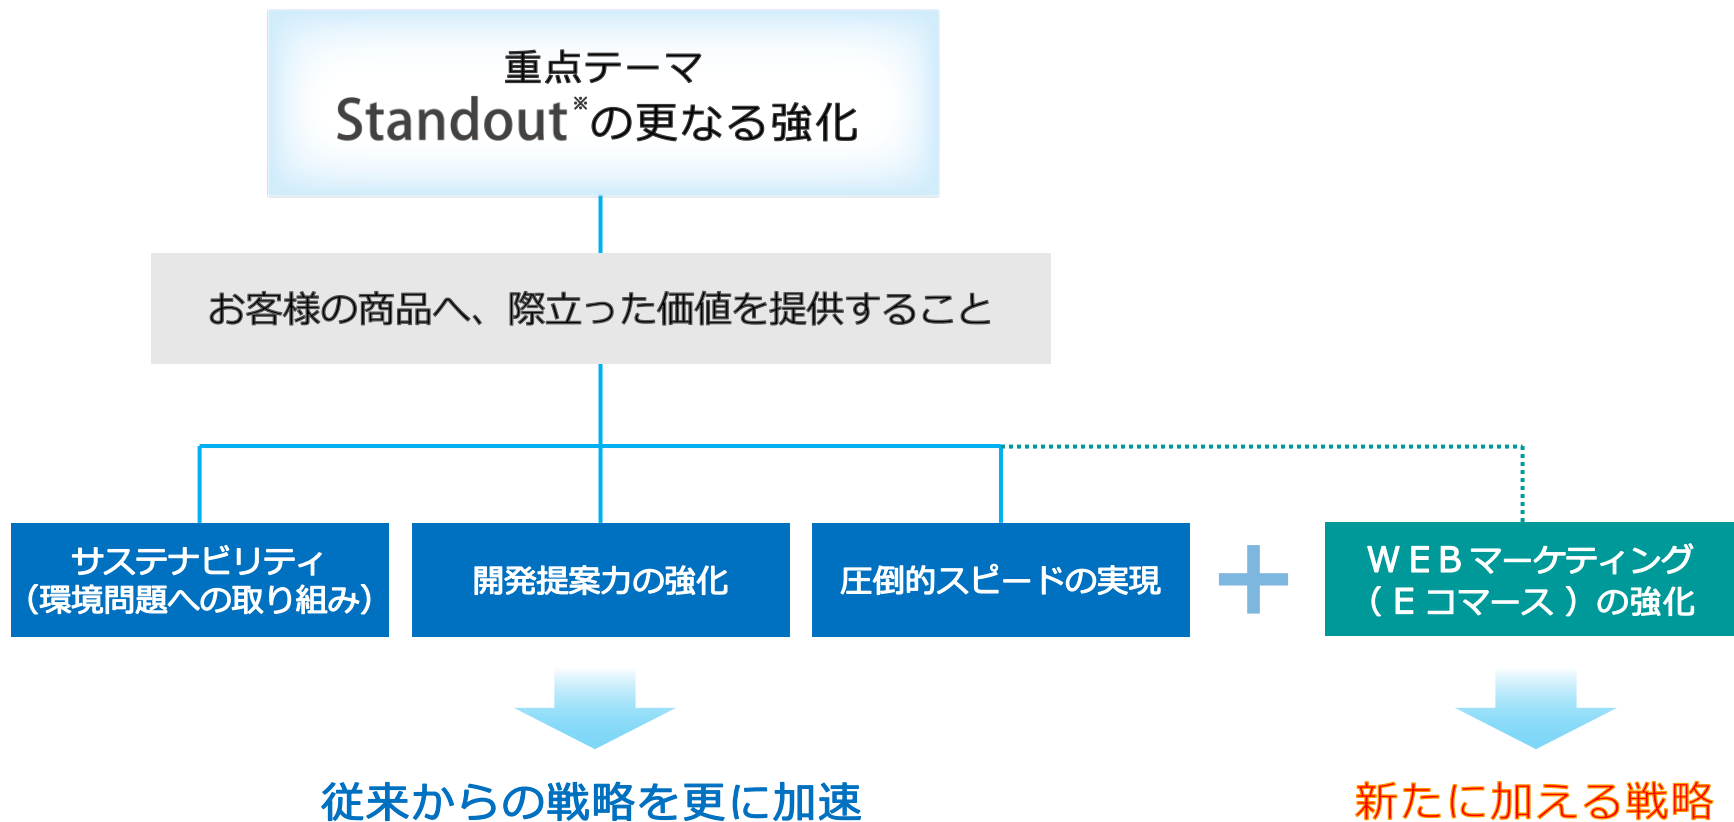 重点テーマ
Standout※の更なる強化
お客様の商品へ、際立った価値を提供すること
サステナビリティ
（環境問題への取り組み）
開発提案力の強化
圧倒的スピードの実現
+
ＷＥＢマーケティング
（Ｅコマース）の強化
従来からの戦略を更に加速
新たに加える戦略